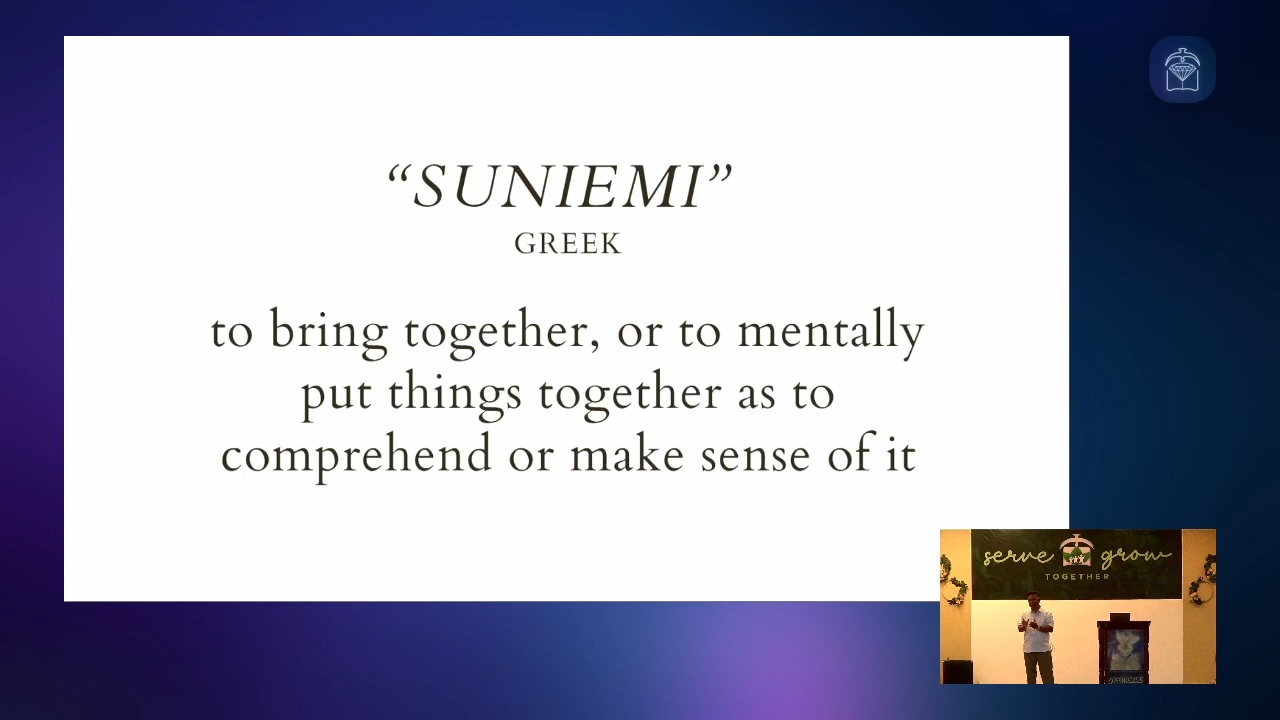 “SUNIEMI”
GREEK
to bring together, or to mentally
put things together as to
comprehend or make sense of it
serve grow
TOGETHER